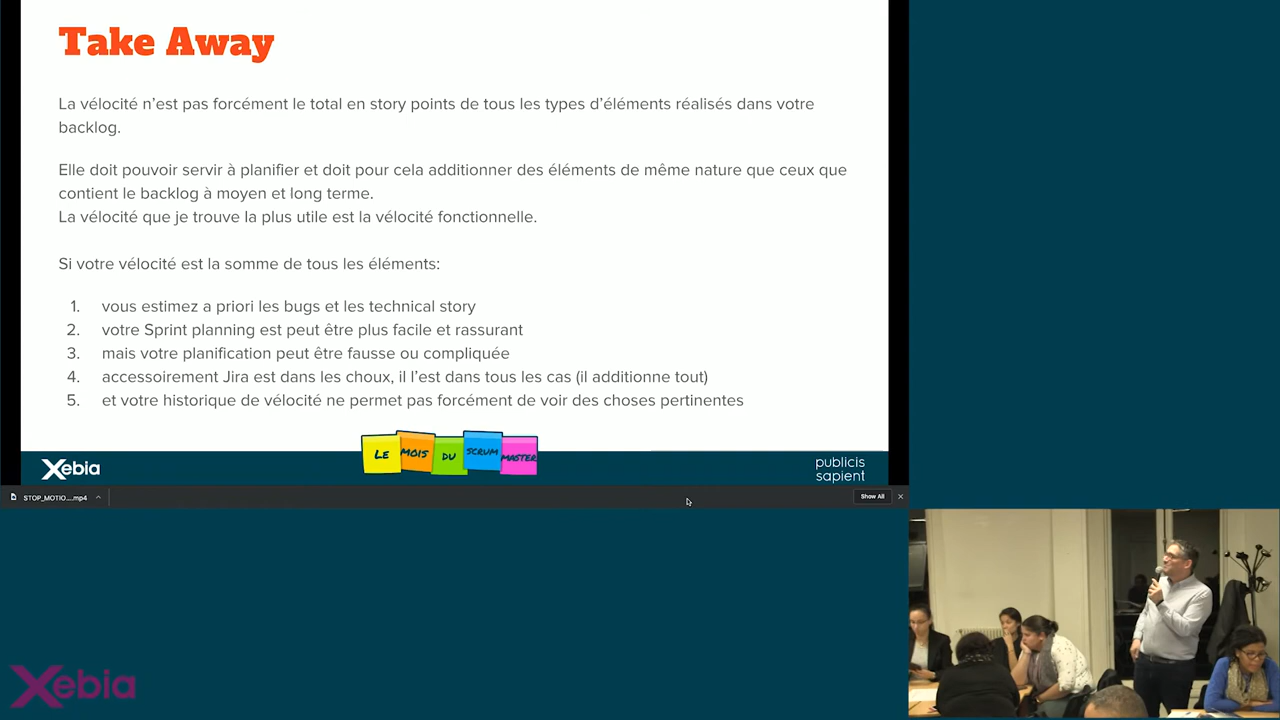 Take Away
La vélocité n'est pas forcément le total en story points de tous les types d'éléments réalisés dans votre
backlog.
Elle doit pouvoir servir à planifier et doit pour cela additionner des éléments de même nature que ceux que
contient le backlog à moyen et long terme.
La vélocité que je trouve la plus utile est la vélocité fonctionnelle.
Si votre vélocité est la somme de tous les éléments:
1. vous estimez a priori les bugs et les technical story
2. votre Sprint planning est peut être plus facile et rassurant
3. mais votre planification peut être fausse ou compliquée
4. accessoirement Jira est dans les choux, il l'est dans tous les cas (il additionne tout)
5. et votre historique de vélocité ne permet pas forcément de voir des choses pertinentes
LE MOIS DU SCRUM MASTER
Xebia
publicis
sapient
STOP_MOTIO....mp4
Show All
Xebia